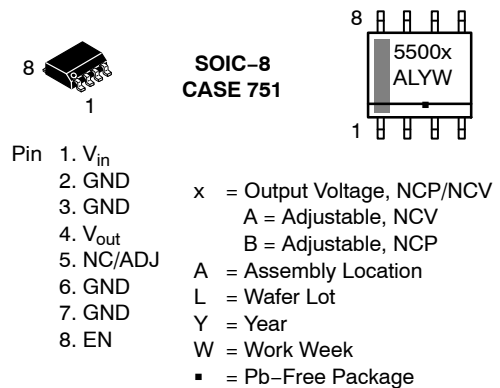 8
1
SOIC−8
CASE 751
8
5500x
ALYW
▪
1
Pin 1. Vin
2. GND
3. GND
4. Vout
5. NC/ADJ
6. GND
7. GND
8. EN
x = Output Voltage, NCP/NCV
A = Adjustable, NCV
B = Adjustable, NCP
A = Assembly Location
L = Wafer Lot
Y = Year
W = Work Week
▪ = Pb−Free Package